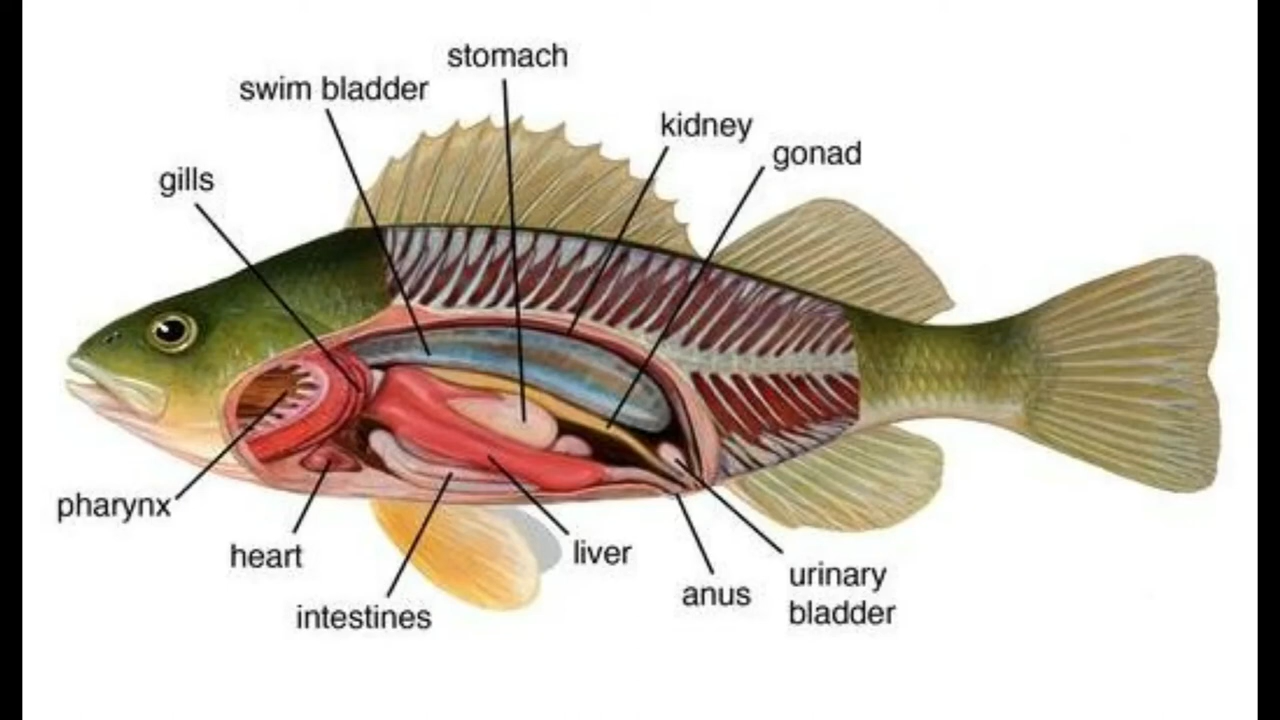 stomach
swim bladder
kidney
gonad
gills
pharynx
heart
liver
intestines
anus
urinary
bladder